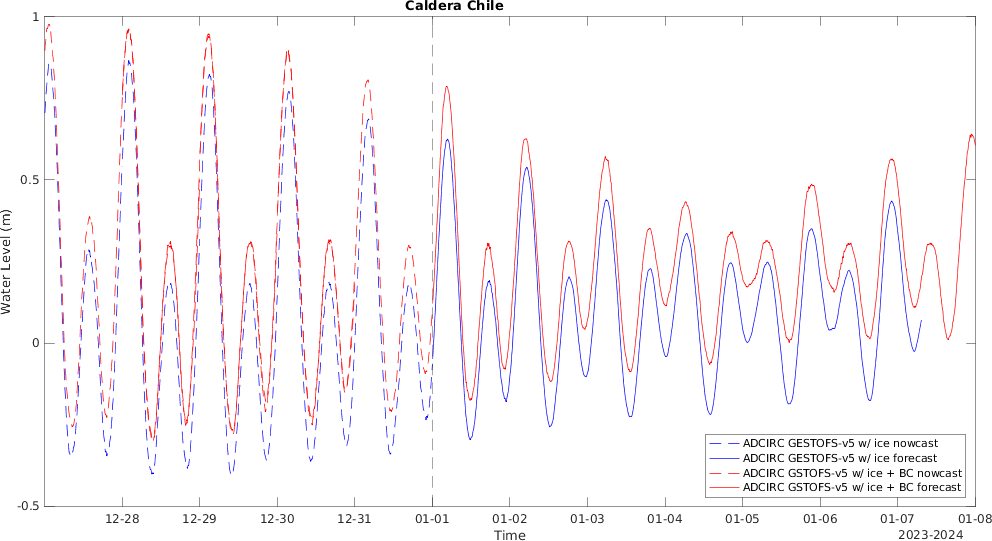 Caldera Chile
1
0.5
0
-0.5
Water Level (m)
ADCIRC GESTOFS-v5 w/ ice nowcast
ADCIRC GESTOFS-v5 w/ ice forecast
ADCIRC GSTOFS-v5 w/ ice + BC nowcast
ADCIRC GSTOFS-v5 w/ ice + BC forecast
12-28 12-29 12-30 12-31 01-01 01-02 01-03 01-04 01-05 01-06 01-07 01-08
Time
2023-2024